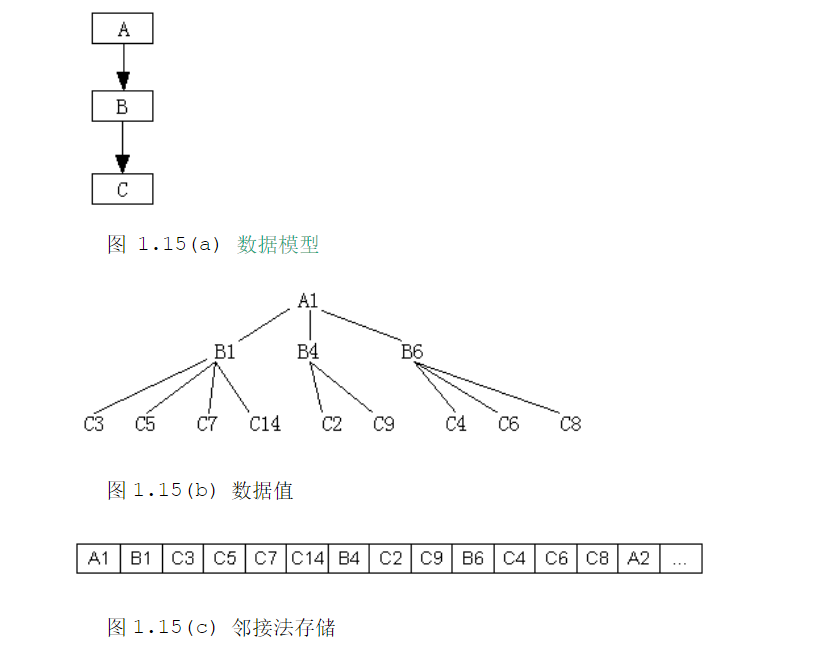 A
B
C
图 1.15(a) 数据模型
A1
B1 B4 B6
C3 C5 C7 C14 C2 C9 C4 C6 C8
图1.15(b) 数据值
A1 B1 C3 C5 C7 C14 B4 C2 C9 B6 C4 C6 C8 A2 ...
图1.15(c) 邻接法存储